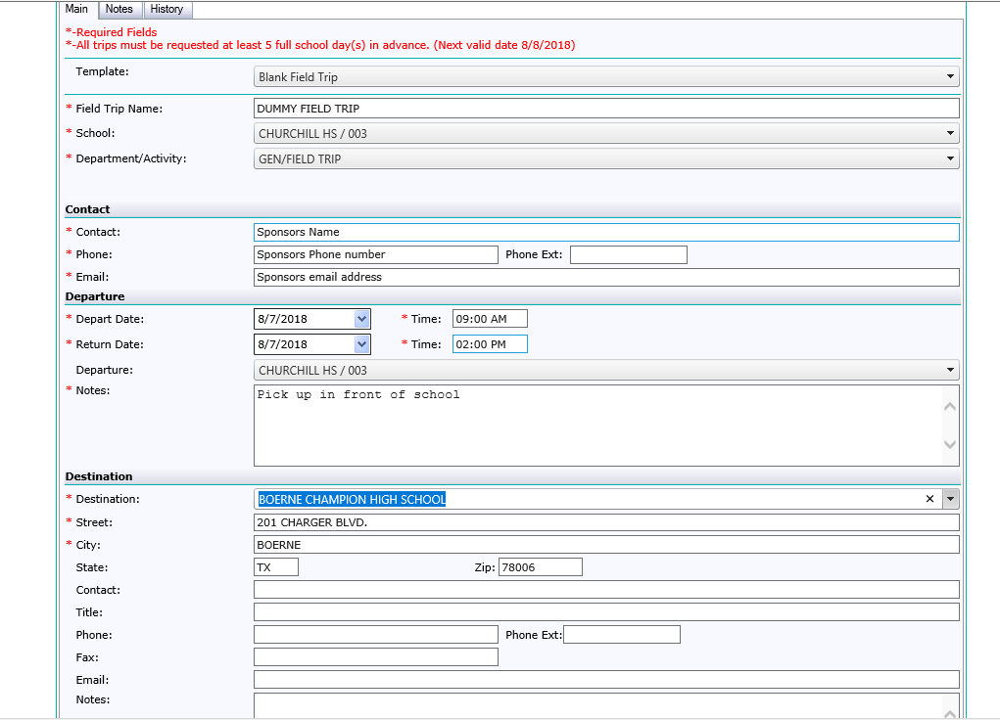 Main Notes History
*-Required Fields
*-All trips must be requested at least 5 full school day(s) in advance. (Next valid date 8/8/2018)
Template: Blank Field Trip
* Field Trip Name: DUMMY FIELD TRIP
* School: CHURCHILL HS / 003
* Department/Activity: GEN/FIELD TRIP
Contact
* Contact: Sponsors Name
* Phone: Sponsors Phone number Phone Ext:
* Email: Sponsors email address
Departure
* Depart Date: 8/7/2018 * Time: 09:00 AM
* Return Date: 8/7/2018 * Time: 02:00 PM
Departure: CHURCHILL HS / 003
* Notes: Pick up in front of school
Destination
* Destination: BOERNE CHAMPION HIGH SCHOOL
* Street: 201 CHARGER BLVD.
* City: BOERNE
State: TX Zip: 78006
Contact:
Title:
Phone: Phone Ext:
Fax:
Email:
Notes: